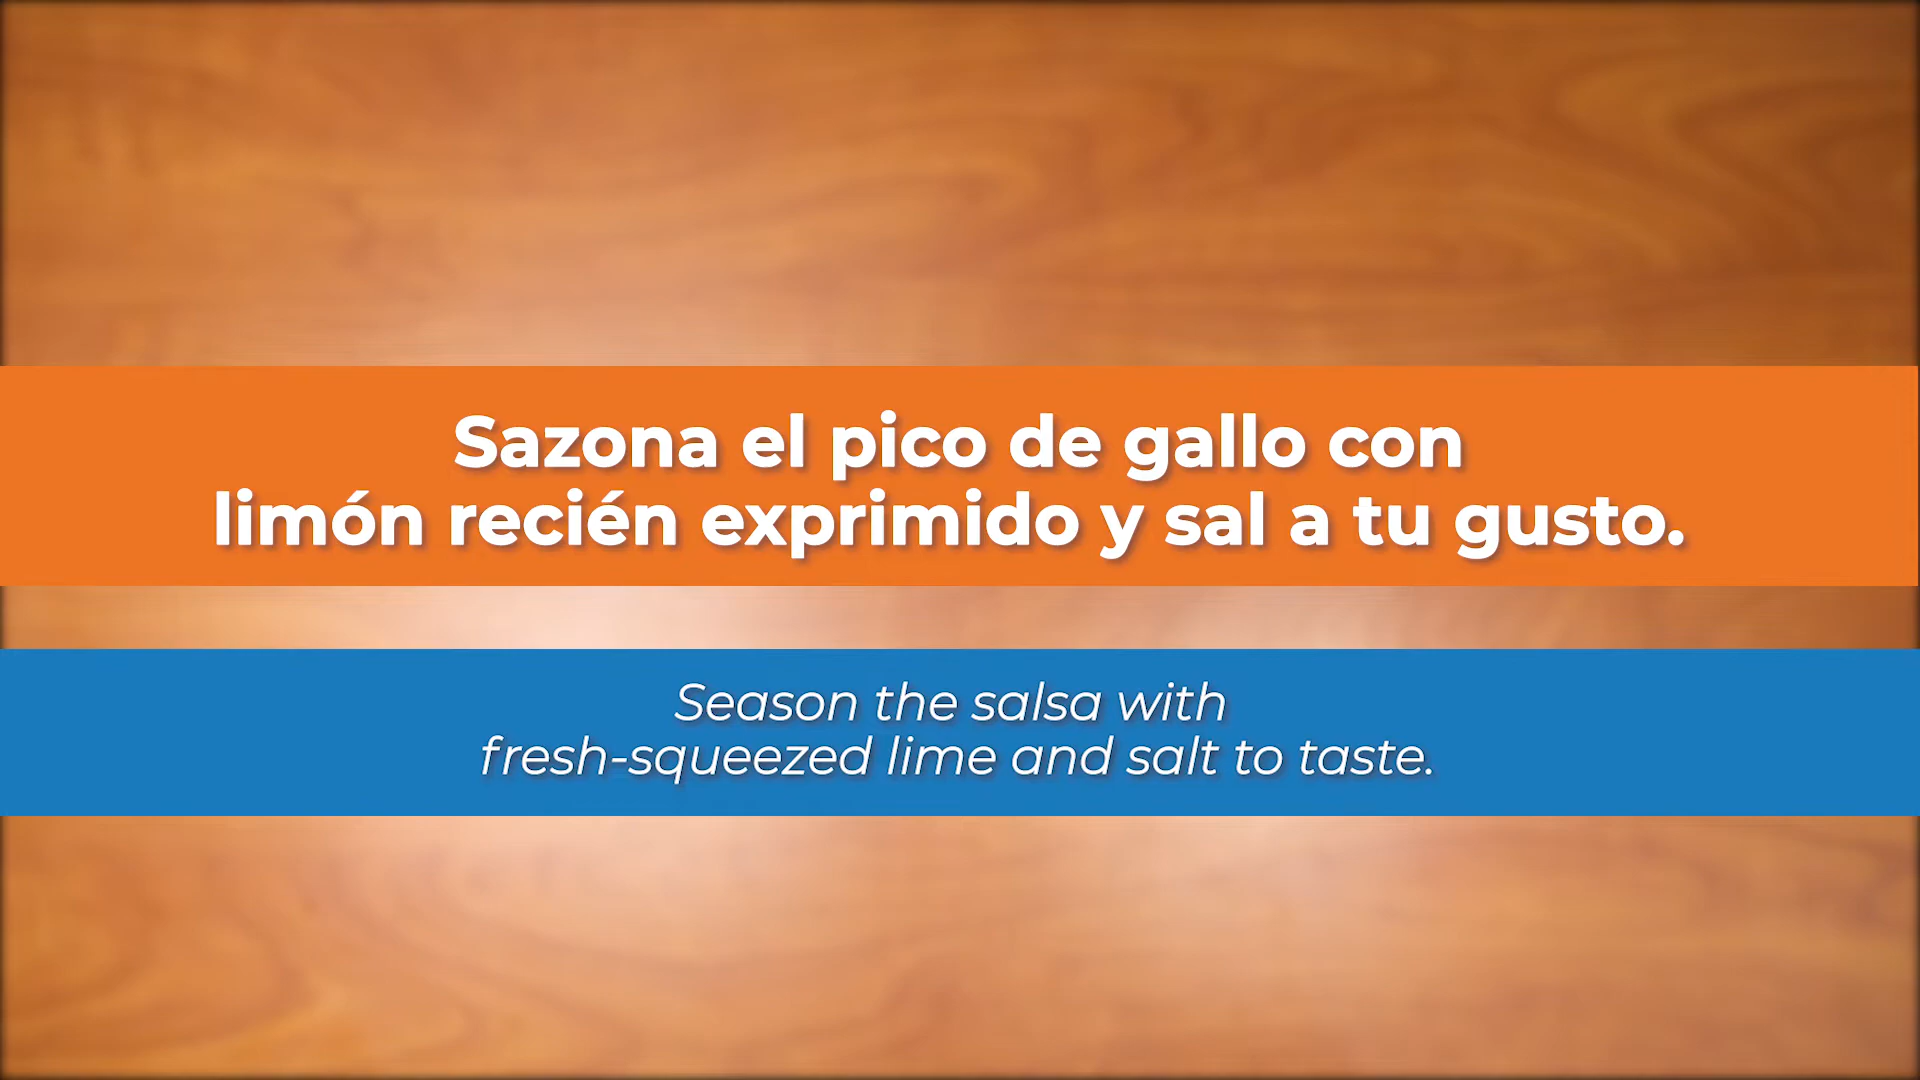 Sazona el pico de gallo con
limón recién exprimido y sal a tu gusto.
Season the salsa with
fresh-squeezed lime and salt to taste.